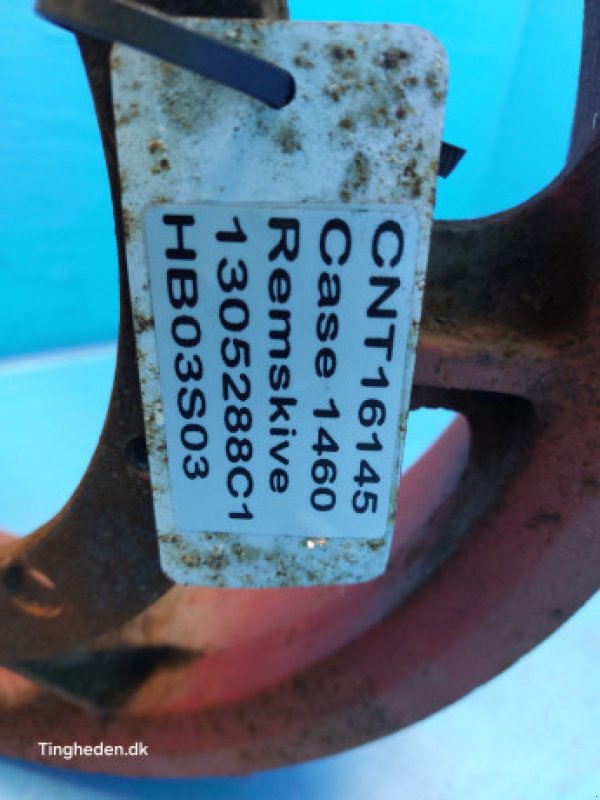 CNT16145
Case 1460
Remskive
1305288C1
HB03S03
Tingheden.dk